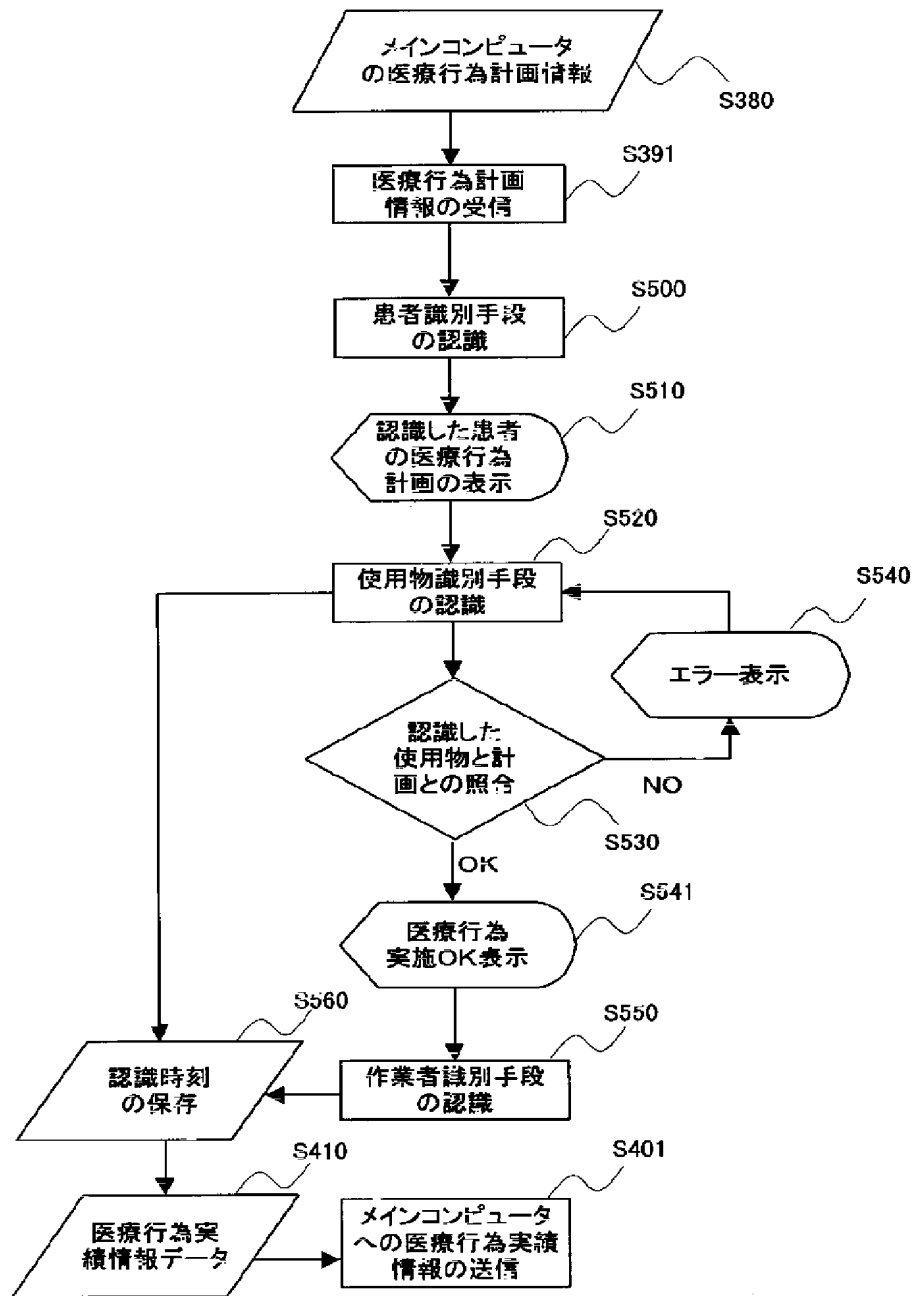 メインコンピュータ
の医療行為計画情報
S380
S391
医療行為計画
情報の受信
S500
患者識別手段
の認識
S510
認識した患者
の医療行為
計画の表示
S520
使用物識別手段
の認識
S540
エラー表示
認識した
使用物と計
画との照合
NO
S530
OK
S541
医療行為
実施OK表示
S560
S550
認識時刻
の保存
作業者識別手段
の認識
S410
S401
医療行為実
績情報データ
メインコンピュータ
への医療行為実績
情報の送信